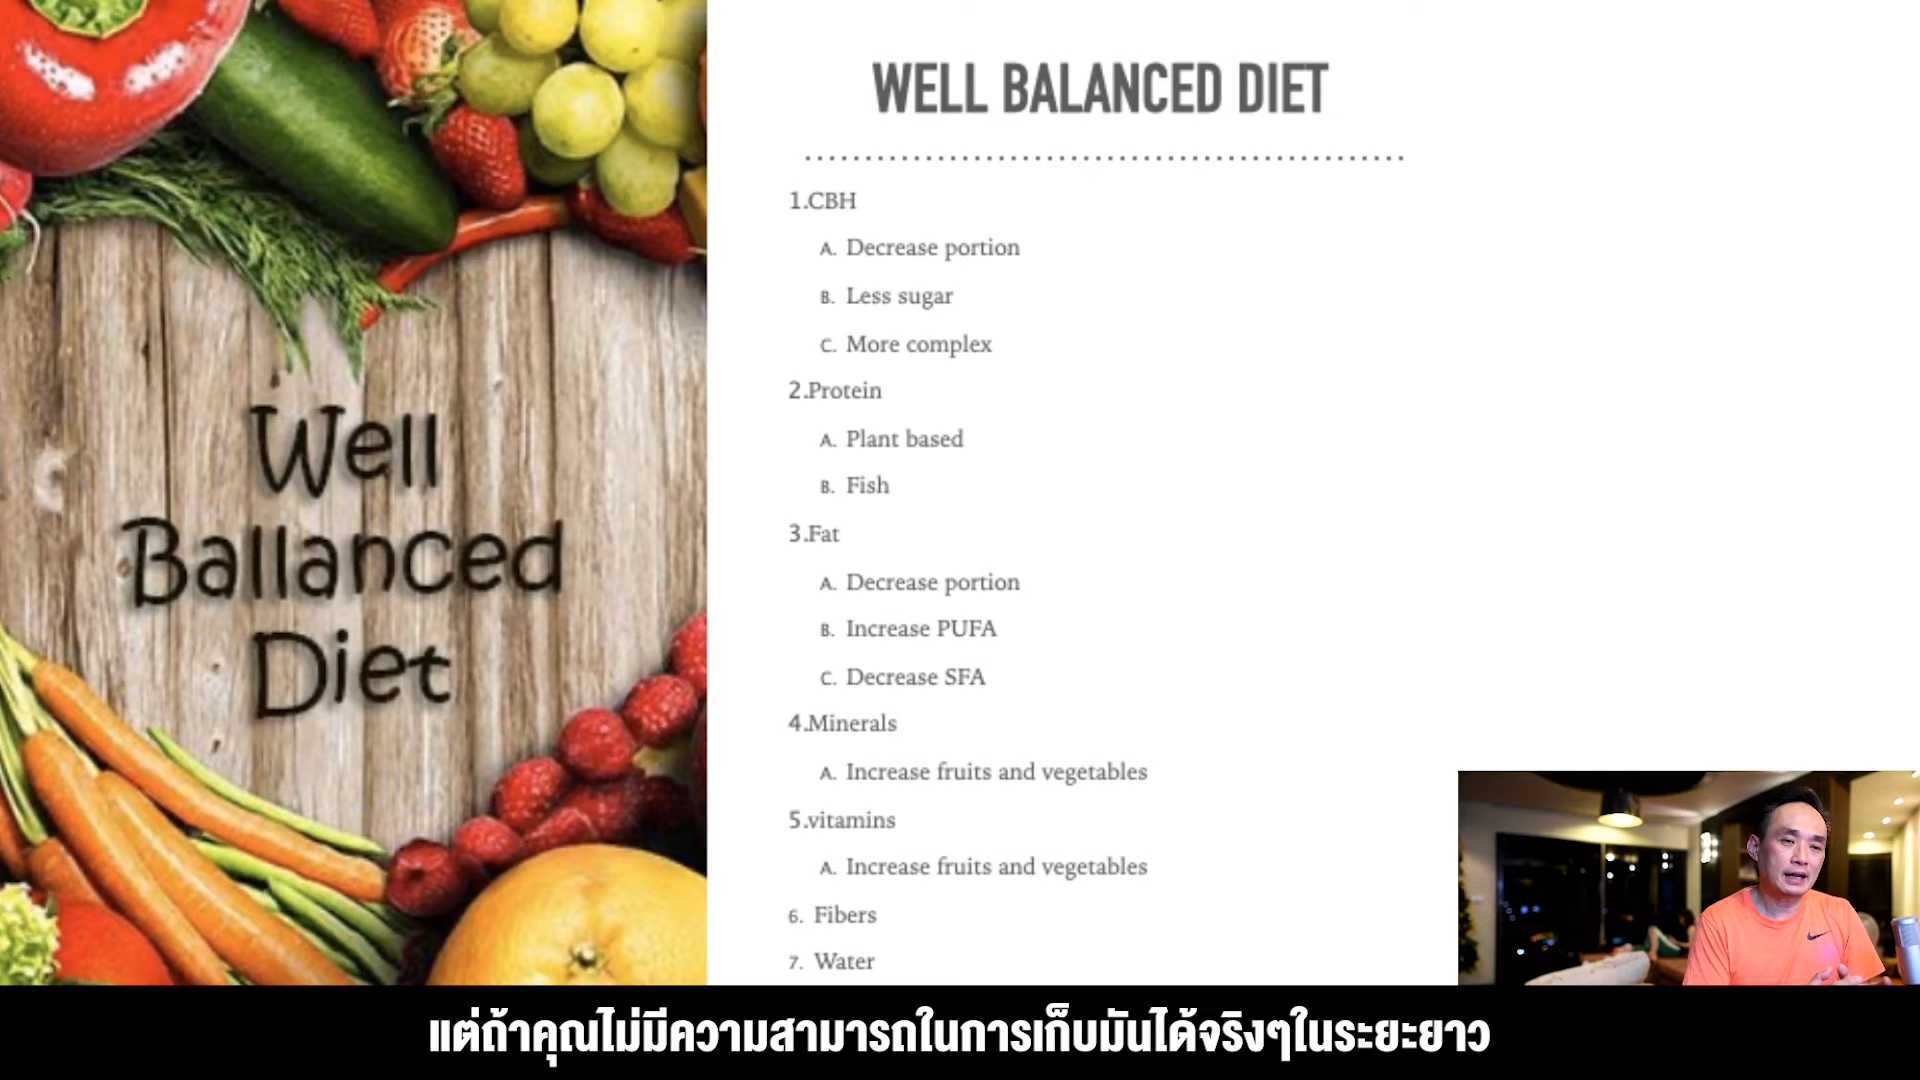 Well
Ballanced
Diet
WELL BALANCED DIET
1.CBH
A. Decrease portion
B. Less sugar
C. More complex
2.Protein
A. Plant based
B. Fish
3.Fat
A. Decrease portion
B. Increase PUFA
C. Decrease SFA
4.Minerals
A. Increase fruits and vegetables
5.vitamins
A. Increase fruits and vegetables
6. Fibers
7. Water
แต่ถ้าคุณไม่มีความสามารถในการเก็บมันได้จริงๆในระยะยาว